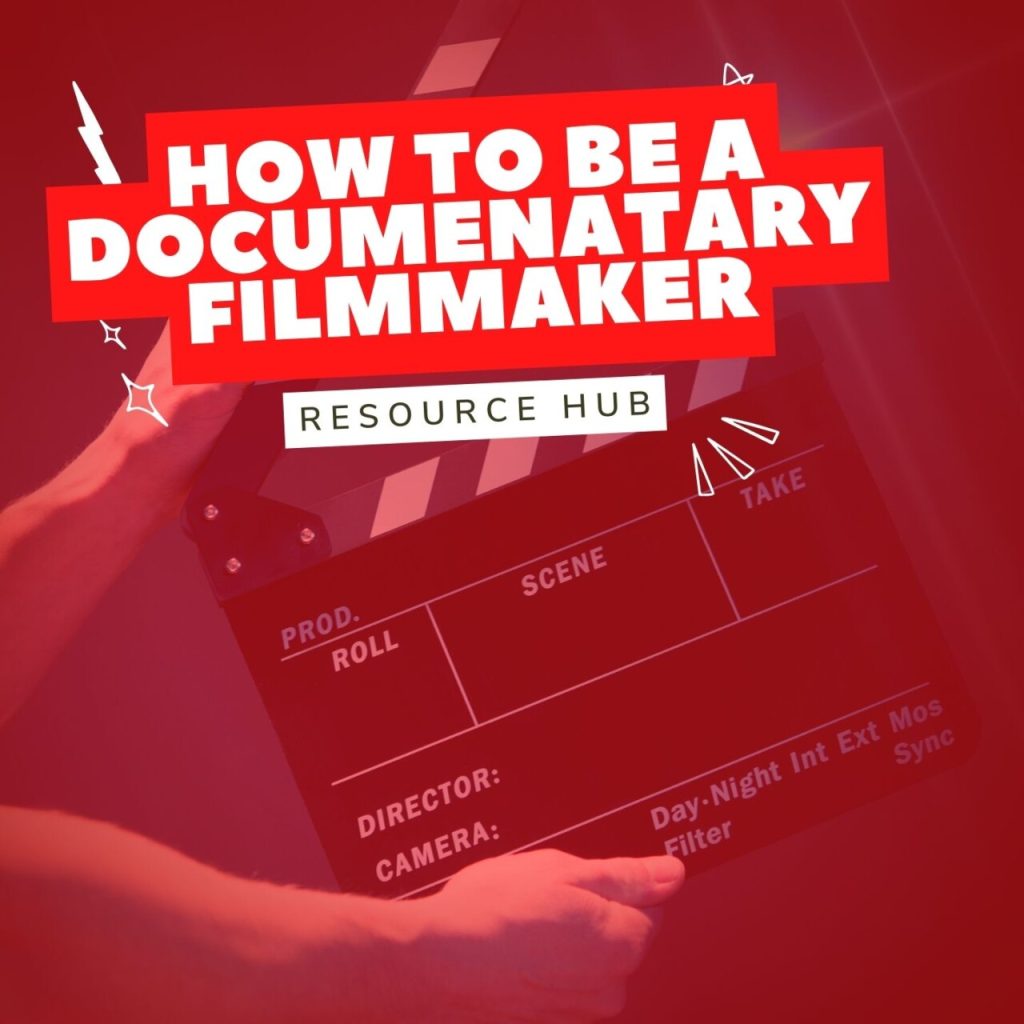 HOW TO BE A
DOCUMENATARY
FILMMAKER
RESOURCE HUB
TAKE
SCENE
PROD.
ROLL
DIRECTOR:
CAMERA:
Day·Night Int Ext Mos
Filter
Sync